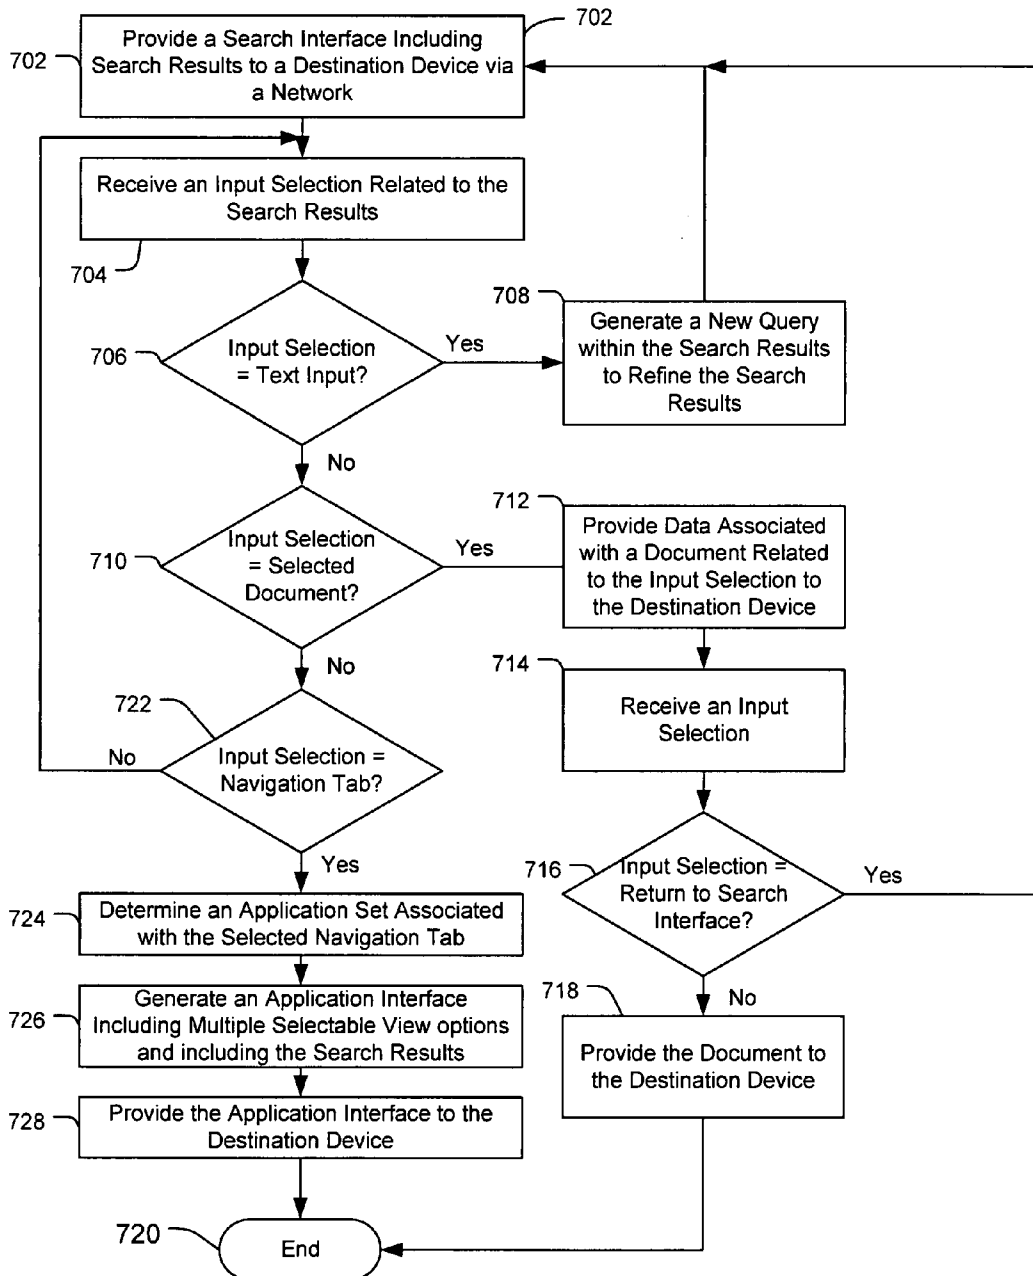 702
702
Provide a Search Interface Including
Search Results to a Destination Device via
a Network
Receive an Input Selection Related to the
Search Results
704
706
Input Selection
= Text Input?
Yes
708
Generate a New Query
within the Search Results
to Refine the Search
Results
No
710
Input Selection
= Selected
Document?
Yes
712
Provide Data Associated
with a Document Related
to the Input Selection to
the Destination Device
No
714
Receive an Input
Selection
722
Input Selection =
Navigation Tab?
No
Yes
716
Input Selection =
Return to Search
Interface?
Yes
No
724
Determine an Application Set Associated
with the Selected Navigation Tab
726
Generate an Application Interface
Including Multiple Selectable View options
and including the Search Results
718
Provide the Document to
the Destination Device
728
Provide the Application Interface to the
Destination Device
720
End